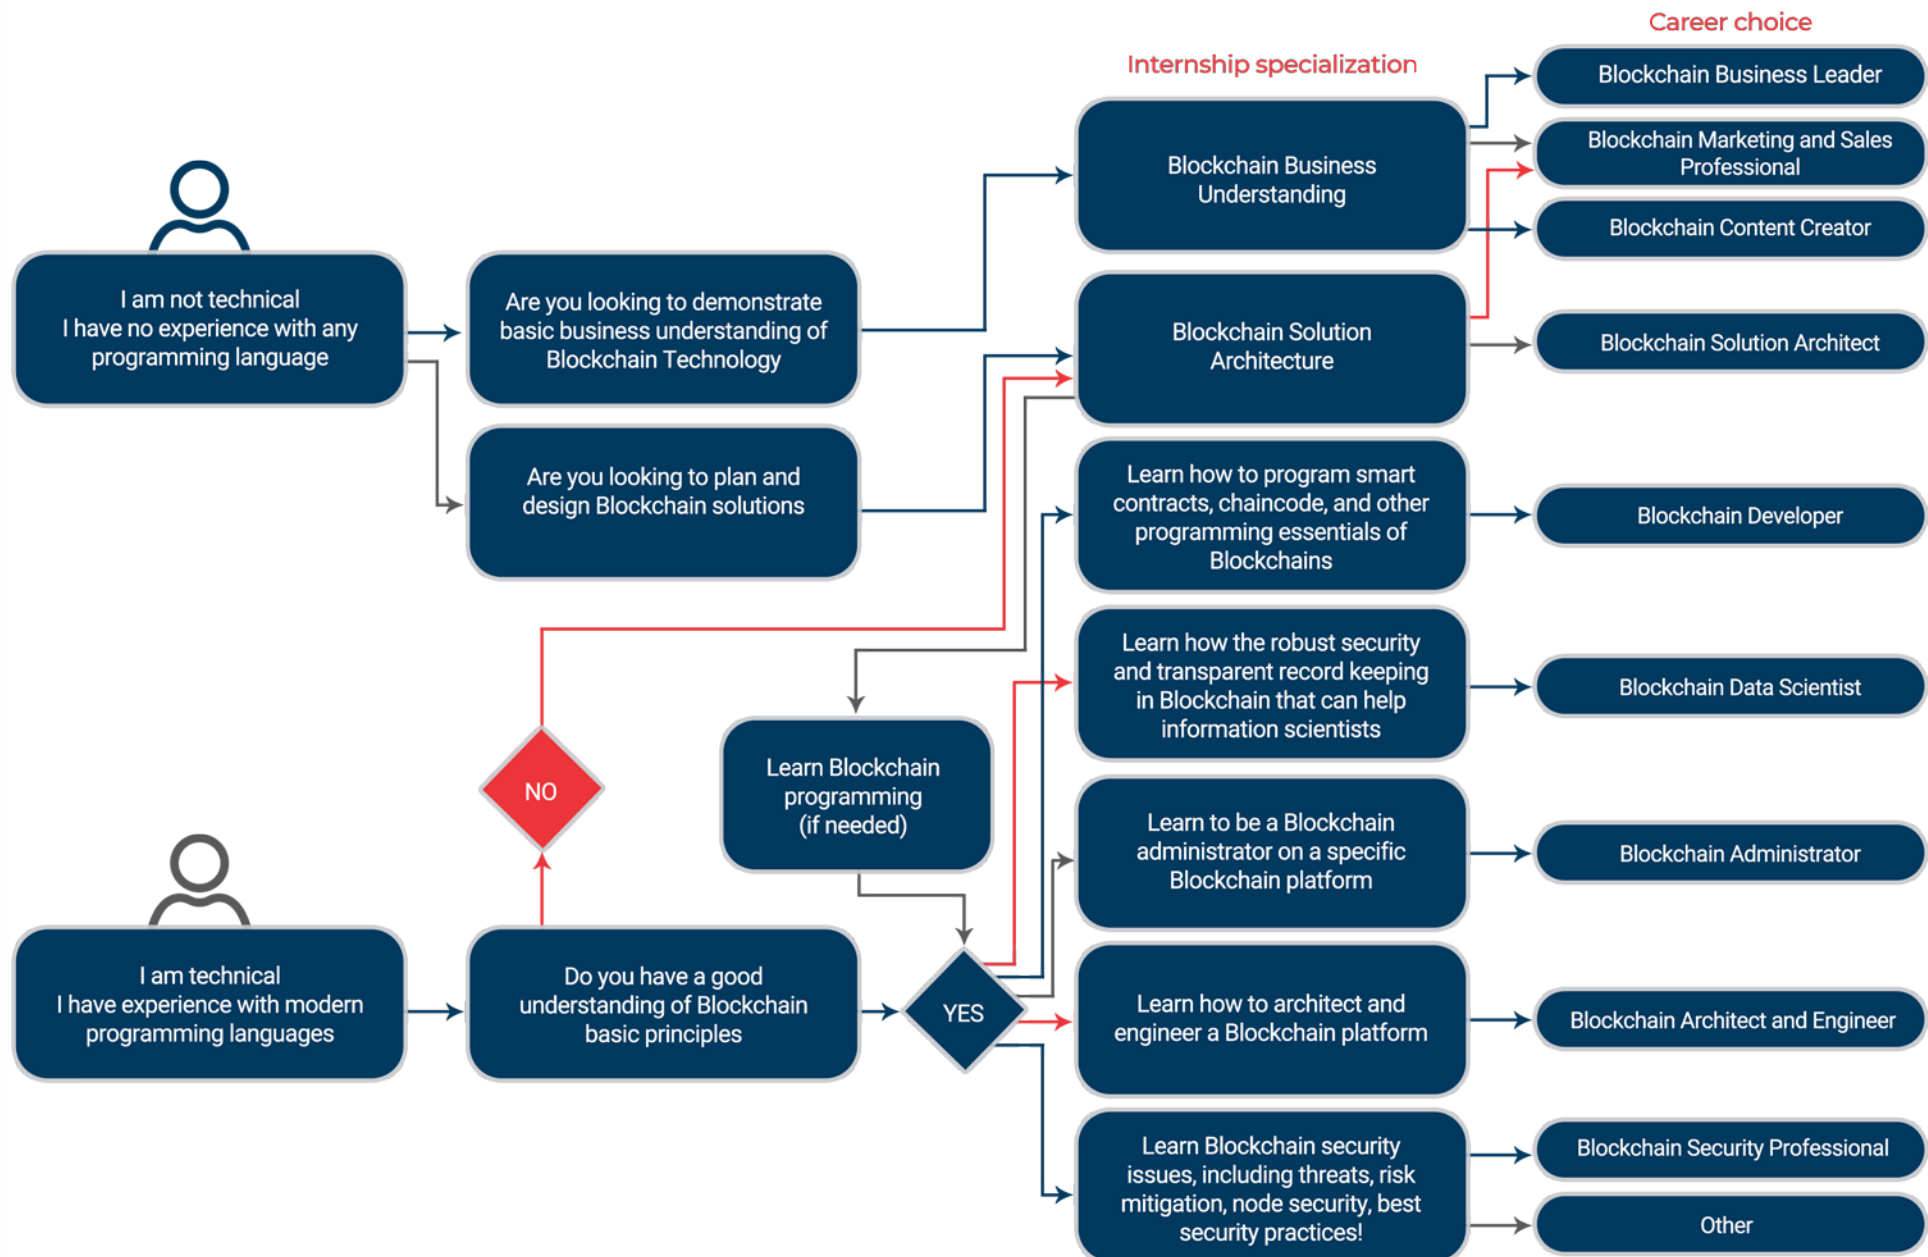 Career choice
Internship specialization
Blockchain Business Leader
Blockchain Marketing and Sales
Professional
Blockchain Business
Understanding
Blockchain Content Creator
I am not technical
I have no experience with any
programming language
Are you looking to demonstrate
basic business understanding of
Blockchain Technology
Blockchain Solution
Architecture
Blockchain Solution Architect
Are you looking to plan and
design Blockchain solutions
Learn how to program smart
contracts, chaincode, and other
programming essentials of
Blockchains
Blockchain Developer
Learn how the robust security
and transparent record keeping
in Blockchain that can help
information scientists
Blockchain Data Scientist
NO
Learn Blockchain
programming
(if needed)
Learn to be a Blockchain
administrator on a specific
Blockchain platform
Blockchain Administrator
I am technical
I have experience with modern
programming languages
Do you have a good
understanding of Blockchain
basic principles
YES
Learn how to architect and
engineer a Blockchain platform
Blockchain Architect and Engineer
Learn Blockchain security
issues, including threats, risk
mitigation, node security, best
security practices!
Blockchain Security Professional
Other